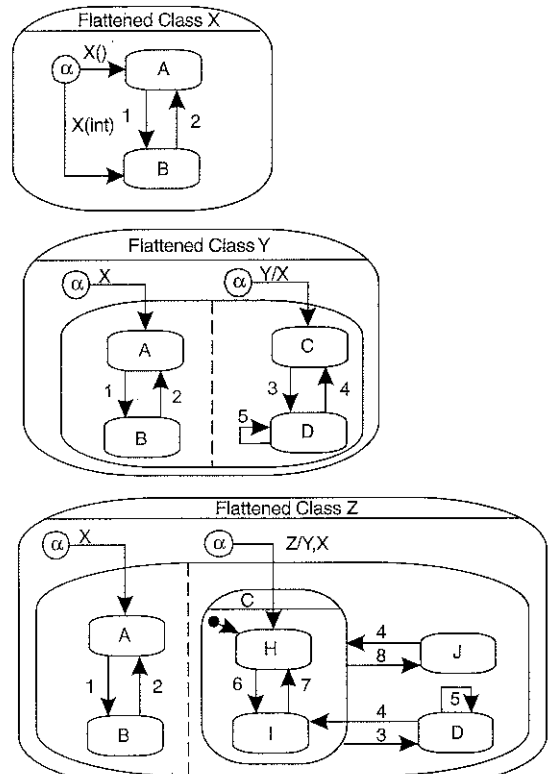 Flattened Class X
α X() A
1 2
X(int)
B
Flattened Class Y
α X α Y/X
A C
1 2 3 4
5
B D
Flattened Class Z
α X α Z/Y,X
C
A H 4 J
8
1 2 6 7 5
4
B I 3 D